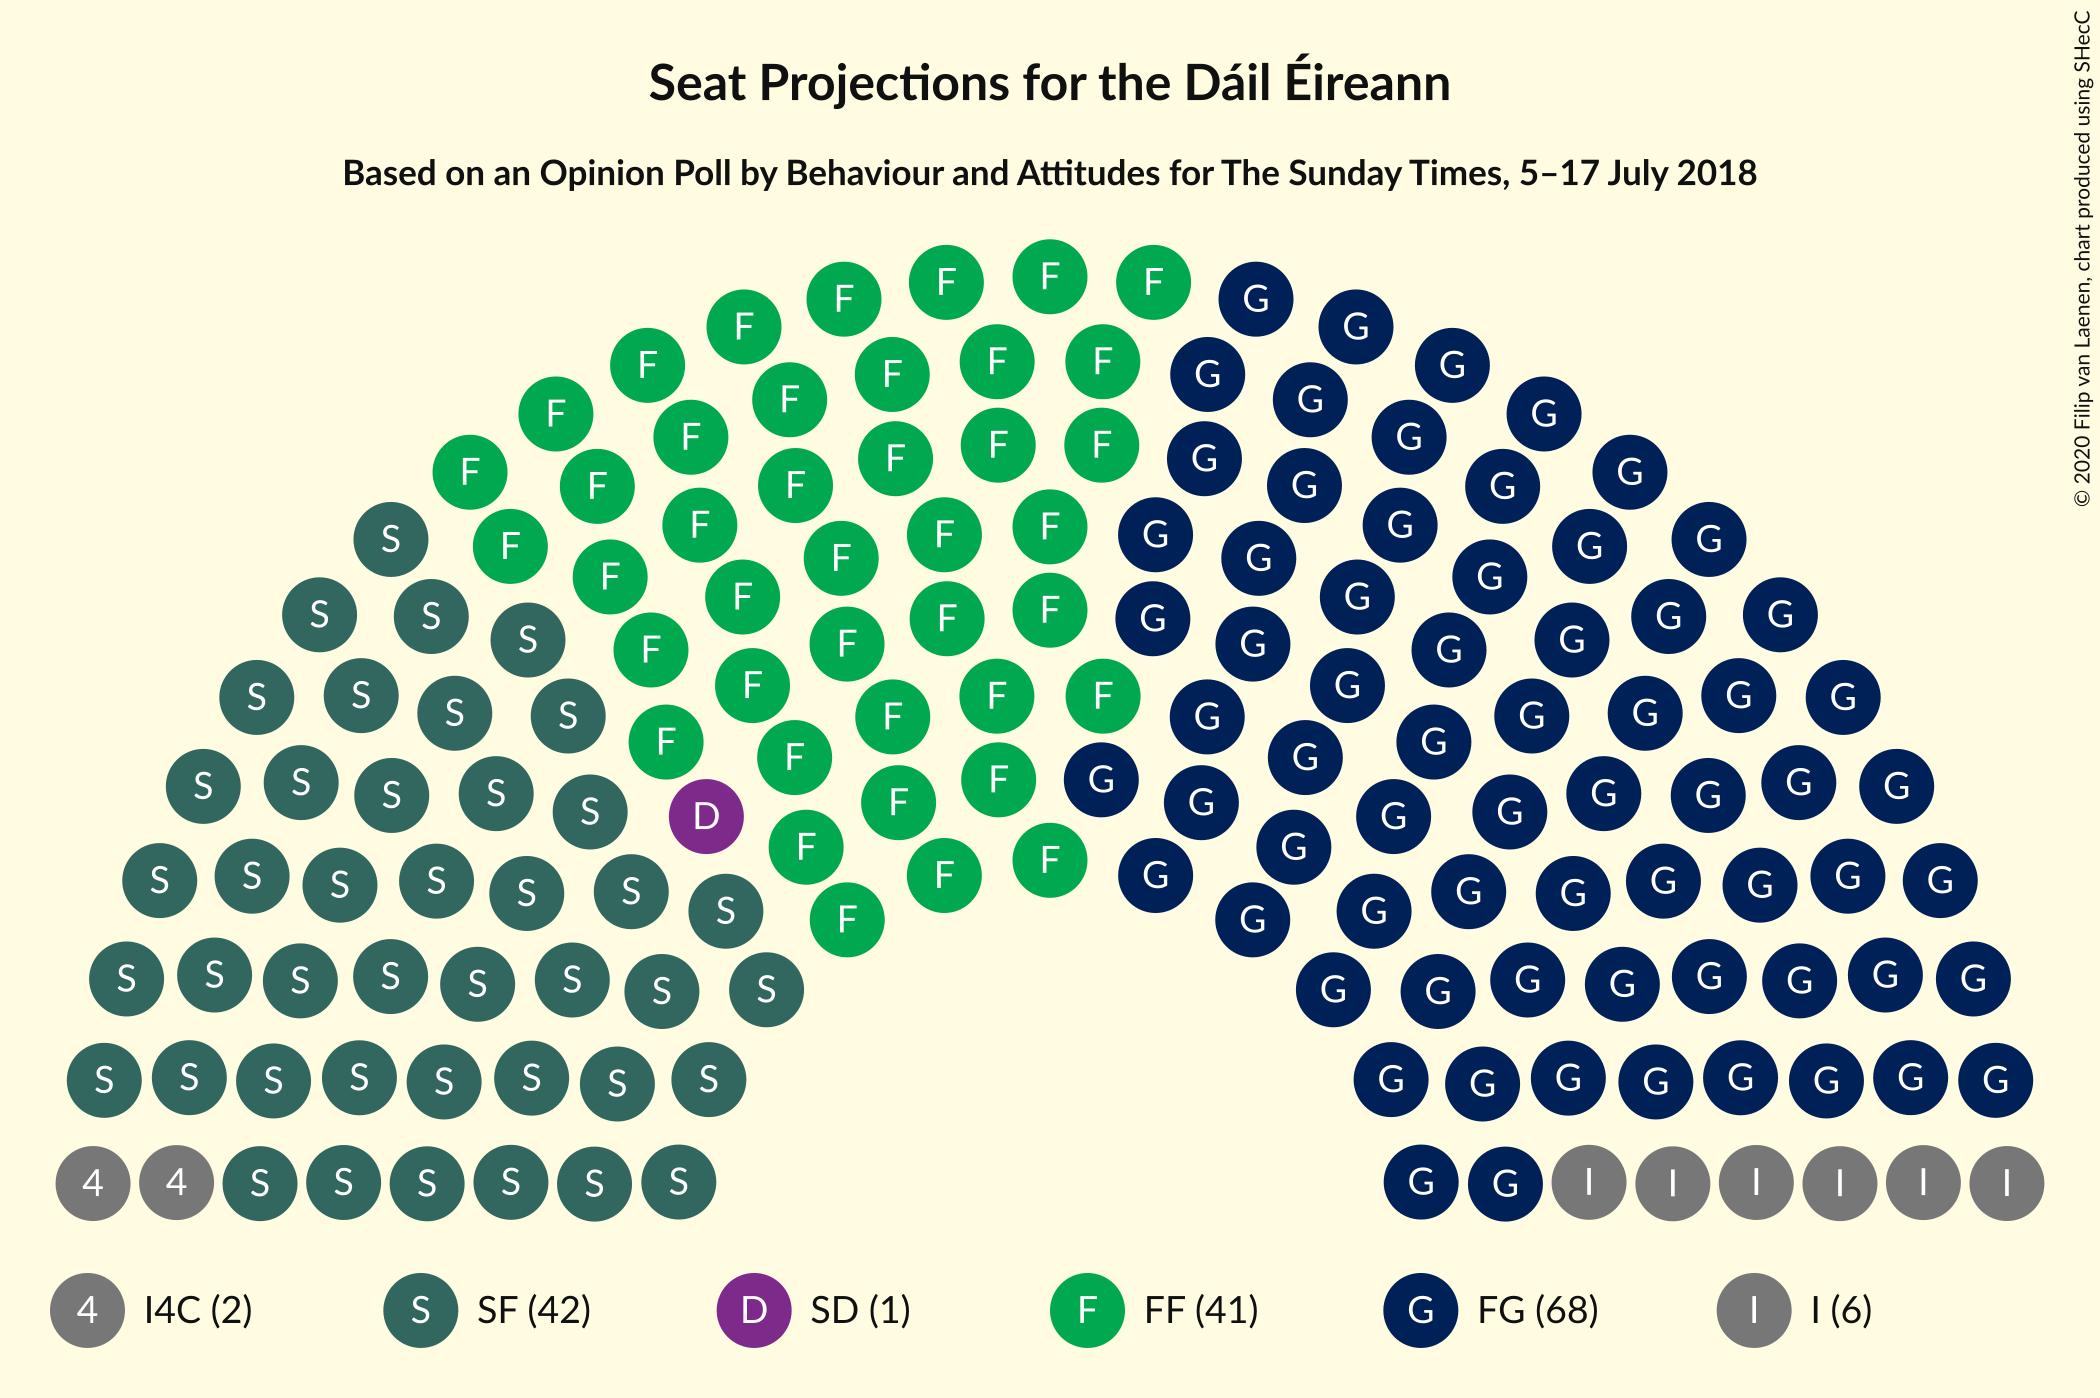 Seat Projections for the Dáil Éireann
Based on an Opinion Poll by Behaviour and Attitudes for The Sunday Times, 5–17 July 2018
© 2020 Filip van Laenen, chart produced using SHecC
F F F F F G G
F F G
F F F G G
F F G
F F F F G G G
F F F G G G
F F G G
S F F F G G G
F F G G
F F F G G G
S S F F F G G G
S F F G G
F F G G
S S S S F F F F G G G G G G
F F G G
S S S S S D F F G G G G G G G G
F G
S S S S S S F F F G G G G G G G
S F G G
S S S S S S S S G G G G G G G G
S S S S S S S S G G G G G G G G
4 4 S S S S S S G G I I I I I I
4 I4C (2) S SF (42) D SD (1) F FF (41) G FG (68) I I (6)